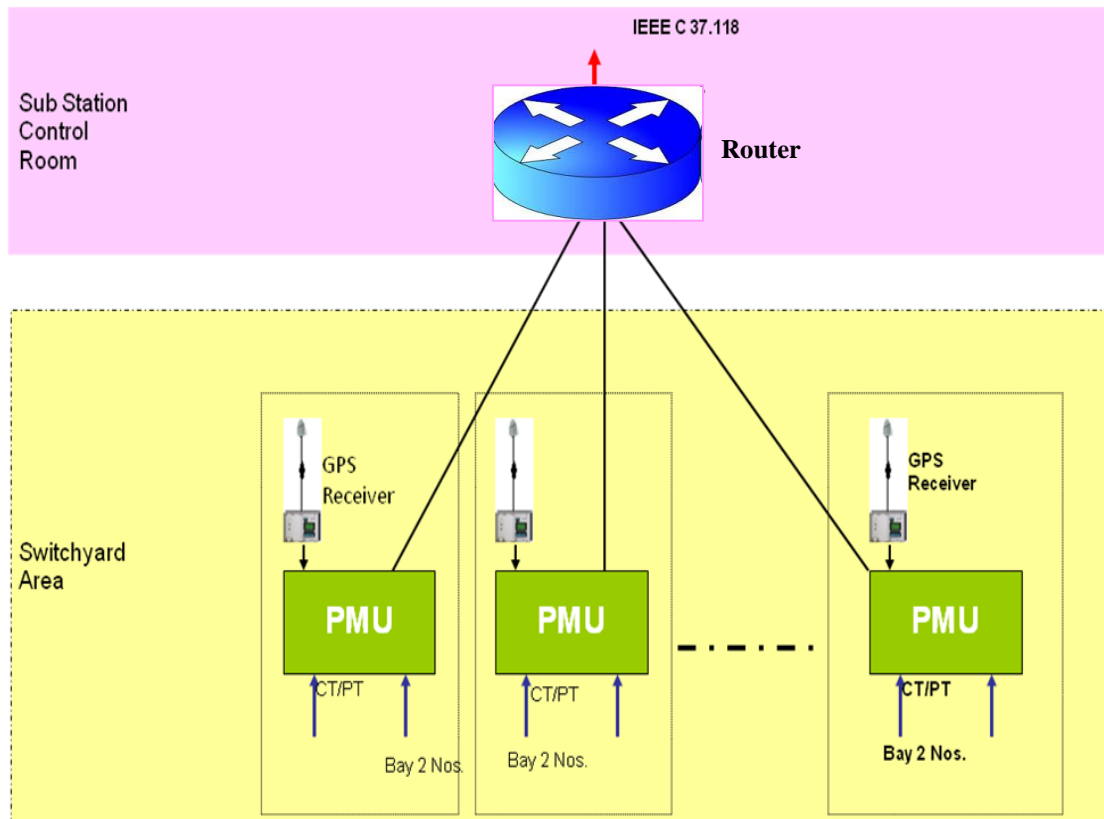 IEEE C 37.118
Sub Station
Control
Room
Router
GPS
Receiver
GPS
Receiver
Switchyard
Area
PMU
PMU
PMU
CT/PT
CT/PT
CT/PT
Bay 2 Nos.
Bay 2 Nos.
Bay 2 Nos.